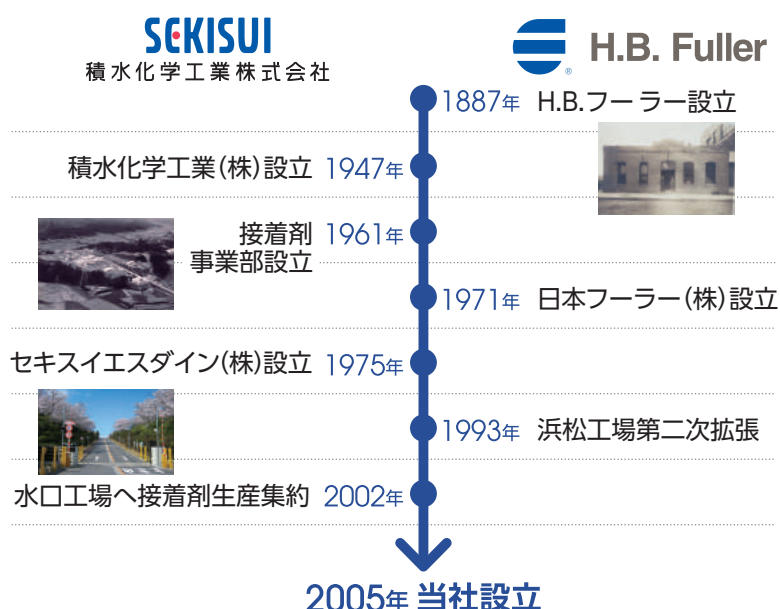 SEKISUI
積水化学工業株式会社
H.B. Fuller
®
1887年 H.B.フーラー設立
積水化学工業(株)設立 1947年
接着剤 1961年
事業部設立
1971年 日本フーラー(株)設立
セキスイエスダイン(株)設立 1975年
1993年 浜松工場第二次拡張
水口工場へ接着剤生産集約 2002年
2005年 当社設立